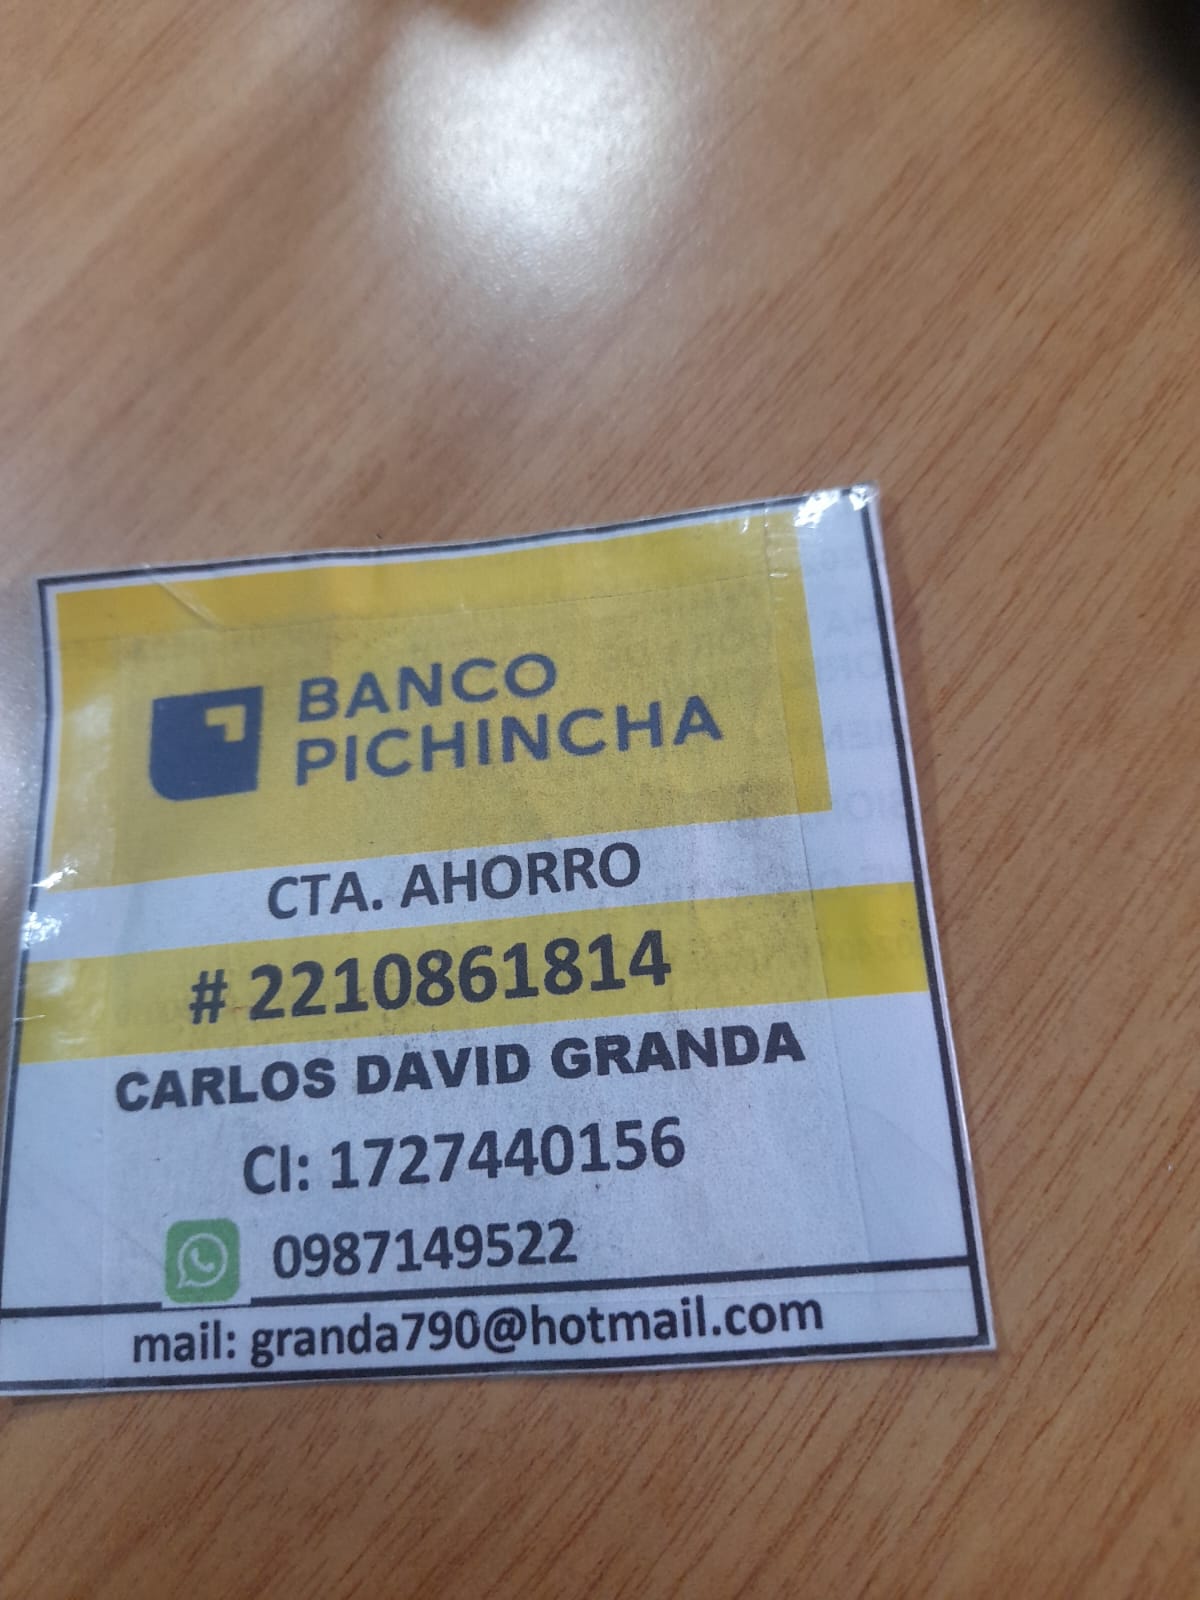 BANCO
PICHINCHA
CTA. AHORRO
# 2210861814
CARLOS DAVID GRANDA
CI: 1727440156
0987149522
mail: granda790@hotmail.com